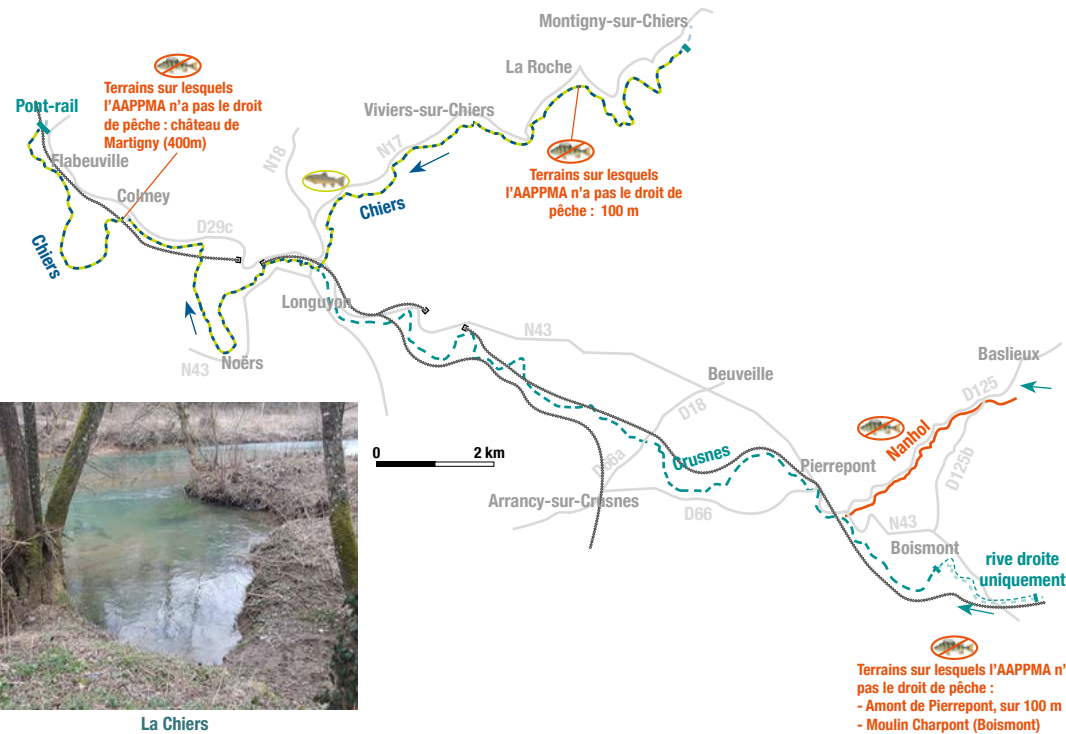 Montigny-sur-Chiers
La Roche
Terrains sur lesquels
l'AAPPMA n'a pas le droit
de pêche : château de
Martigny (400m)
Pont-rail
Viviers-sur-Chiers
N17
N18
Flabeuville
Terrains sur lesquels
l'AAPPMA n'a pas le droit de
pêche : 100 m
Colmey
Chiers
D29c
Chiers
Longuyon
N43
Noërs
N43
Baslieux
Beuveille
D125
D18
Nanhol
Crusnes
D66a
Pierrepont
D125b
0 2 km
Arrancy-sur-Crusnes
D66
N43
Boismont
rive droite
uniquement
Terrains sur lesquels l'AAPPMA n'
pas le droit de pêche :
- Amont de Pierrepont, sur 100 m
- Moulin Charpont (Boismont)
La Chiers